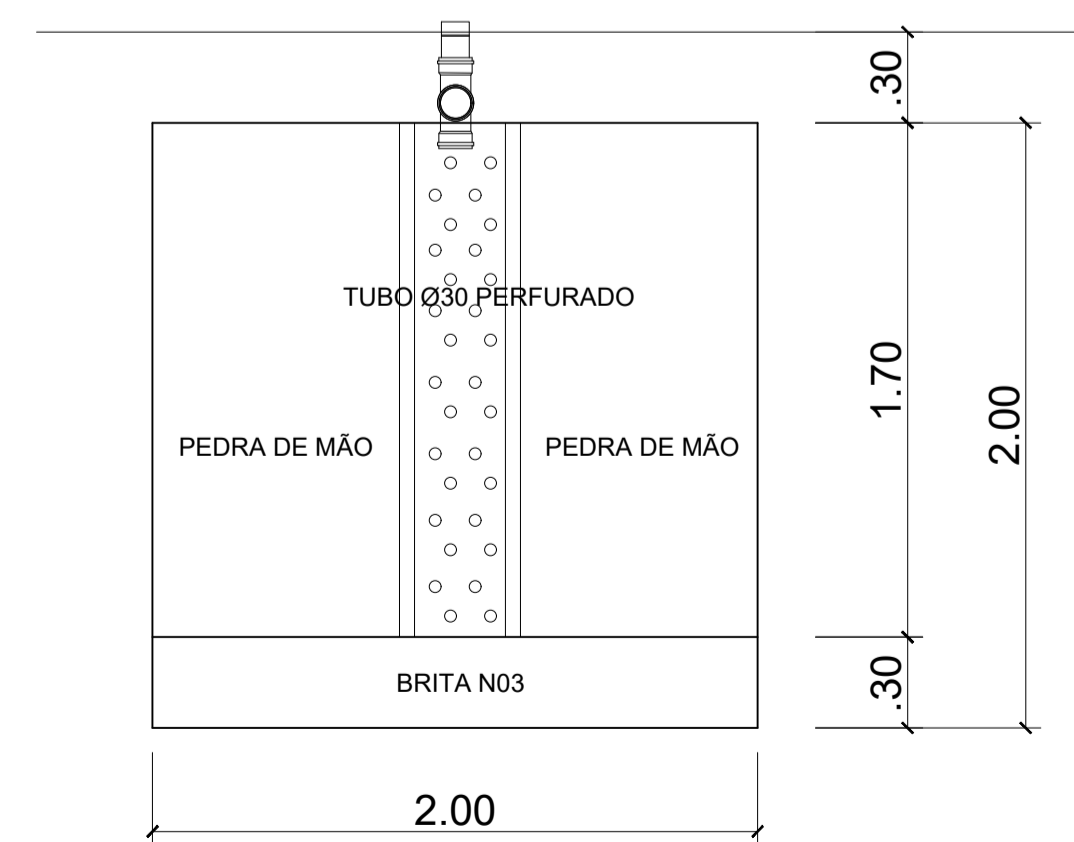 .30
TUBO Ø30 PERFURADO
1.70
2.00
PEDRA DE MÃO
PEDRA DE MÃO
BRITA N03
.30
2.00